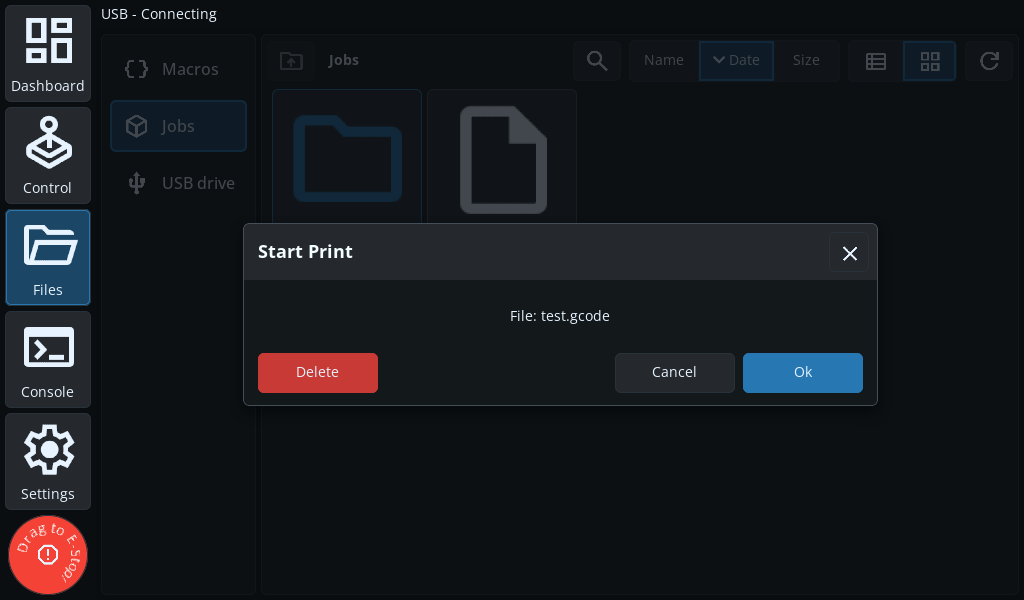 USB - Connecting
Dashboard
Control
Files
Console
Settings
Drag to E-Stop!
Macros
Jobs
USB drive
Jobs
Name
Date
Size
Start Print
File: test.gcode
Delete
Cancel
Ok